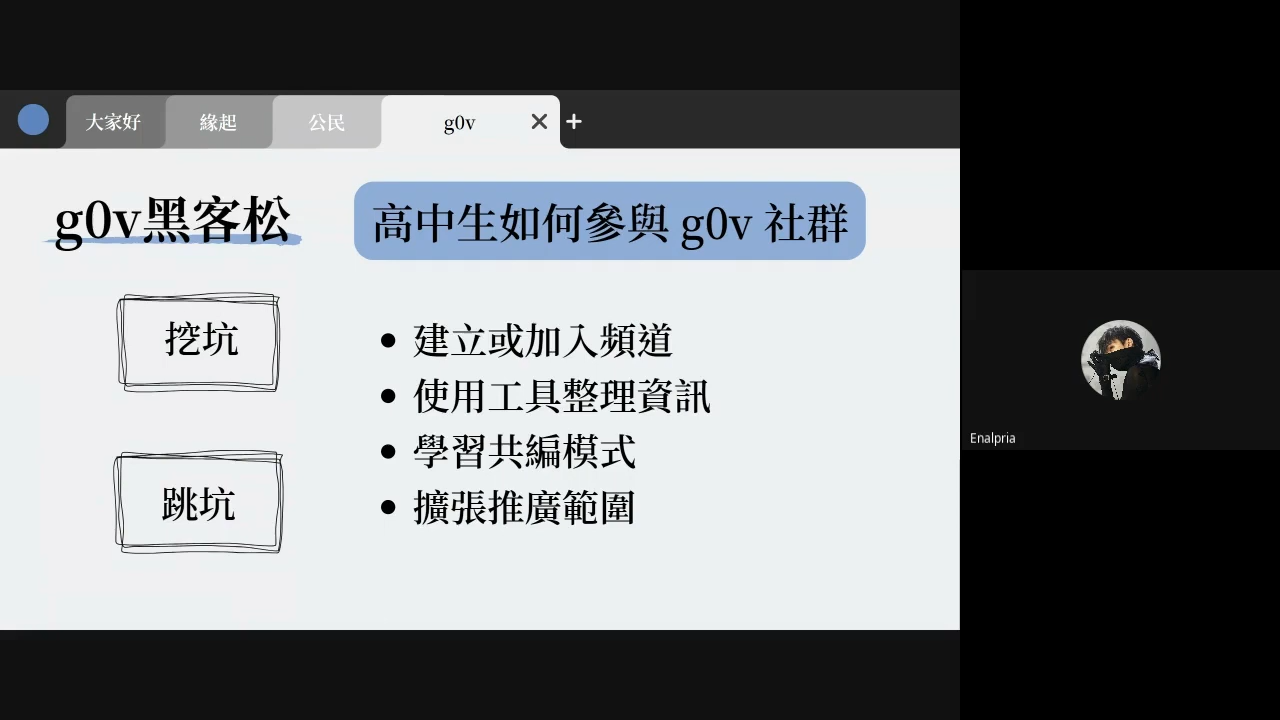 大家好
緣起
公民
g0v
g0v黑客松
高中生如何參與 g0v 社群
挖坑
跳坑
建立或加入頻道
使用工具整理資訊
學習共編模式
擴張推廣範圍
Enalpria